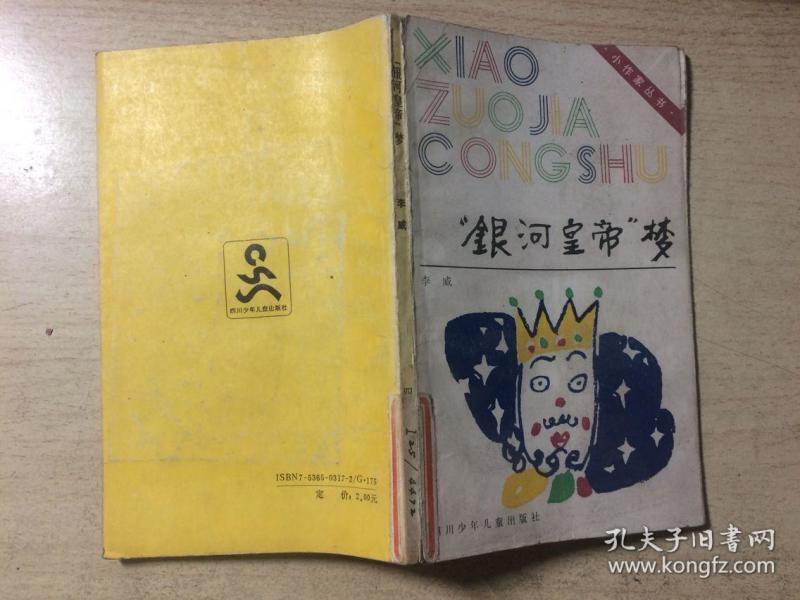 XIAO
ZUOJIA
CONGSHU
·小作家丛书·
“銀河皇帝”梦
李威
四川少年儿童出版社
“银河皇帝”梦
李威
四川少年儿童出版社
ISBN7-5365-0317-2/G·175
定 价：2.00元
孔夫子旧书网
www.kongfz.com